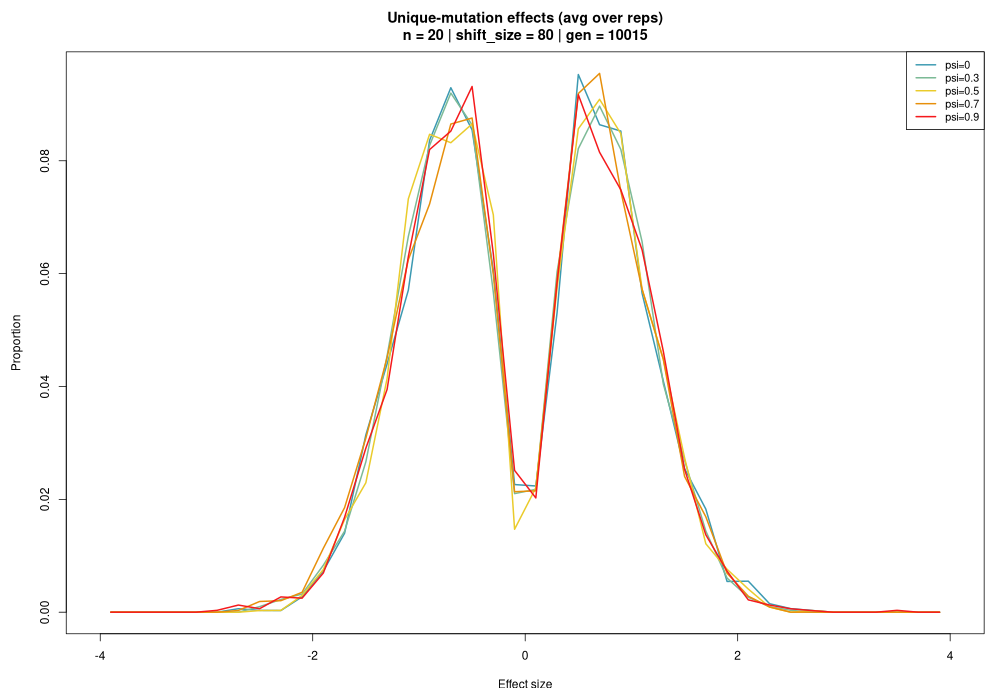 Unique-mutation effects (avg over reps)
n = 20 | shift_size = 80 | gen = 10015
psi=0
psi=0.3
psi=0.5
psi=0.7
psi=0.9
Proportion
0.08
0.06
0.04
0.02
0.00
-4
-2
0
2
4
Effect size